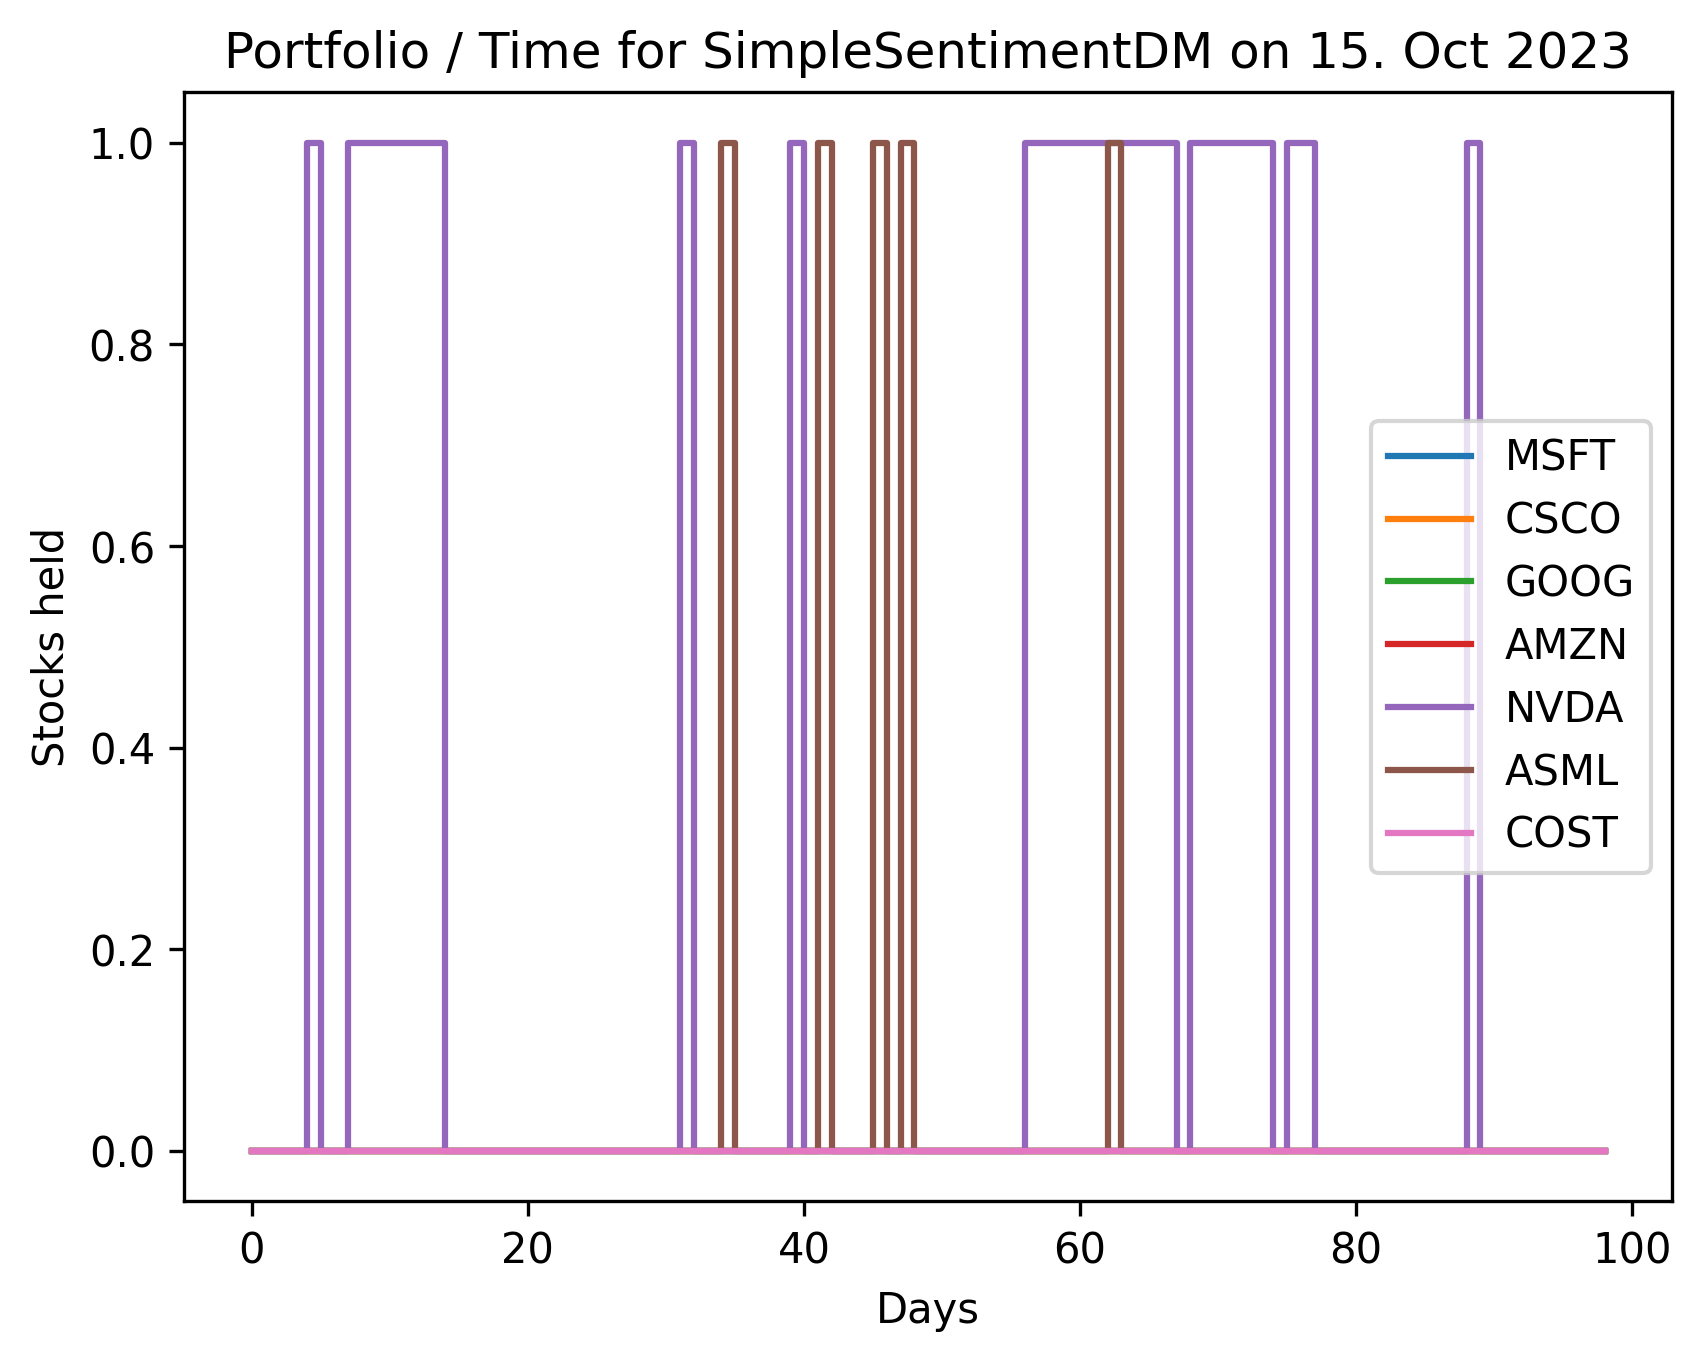 Portfolio / Time for SimpleSentimentDM on 15. Oct 2023
1.0
0.8
0.6
0.4
0.2
0.0
Stocks held
MSFT
CSCO
GOOG
AMZN
NVDA
ASML
COST
0 20 40 60 80 100
Days